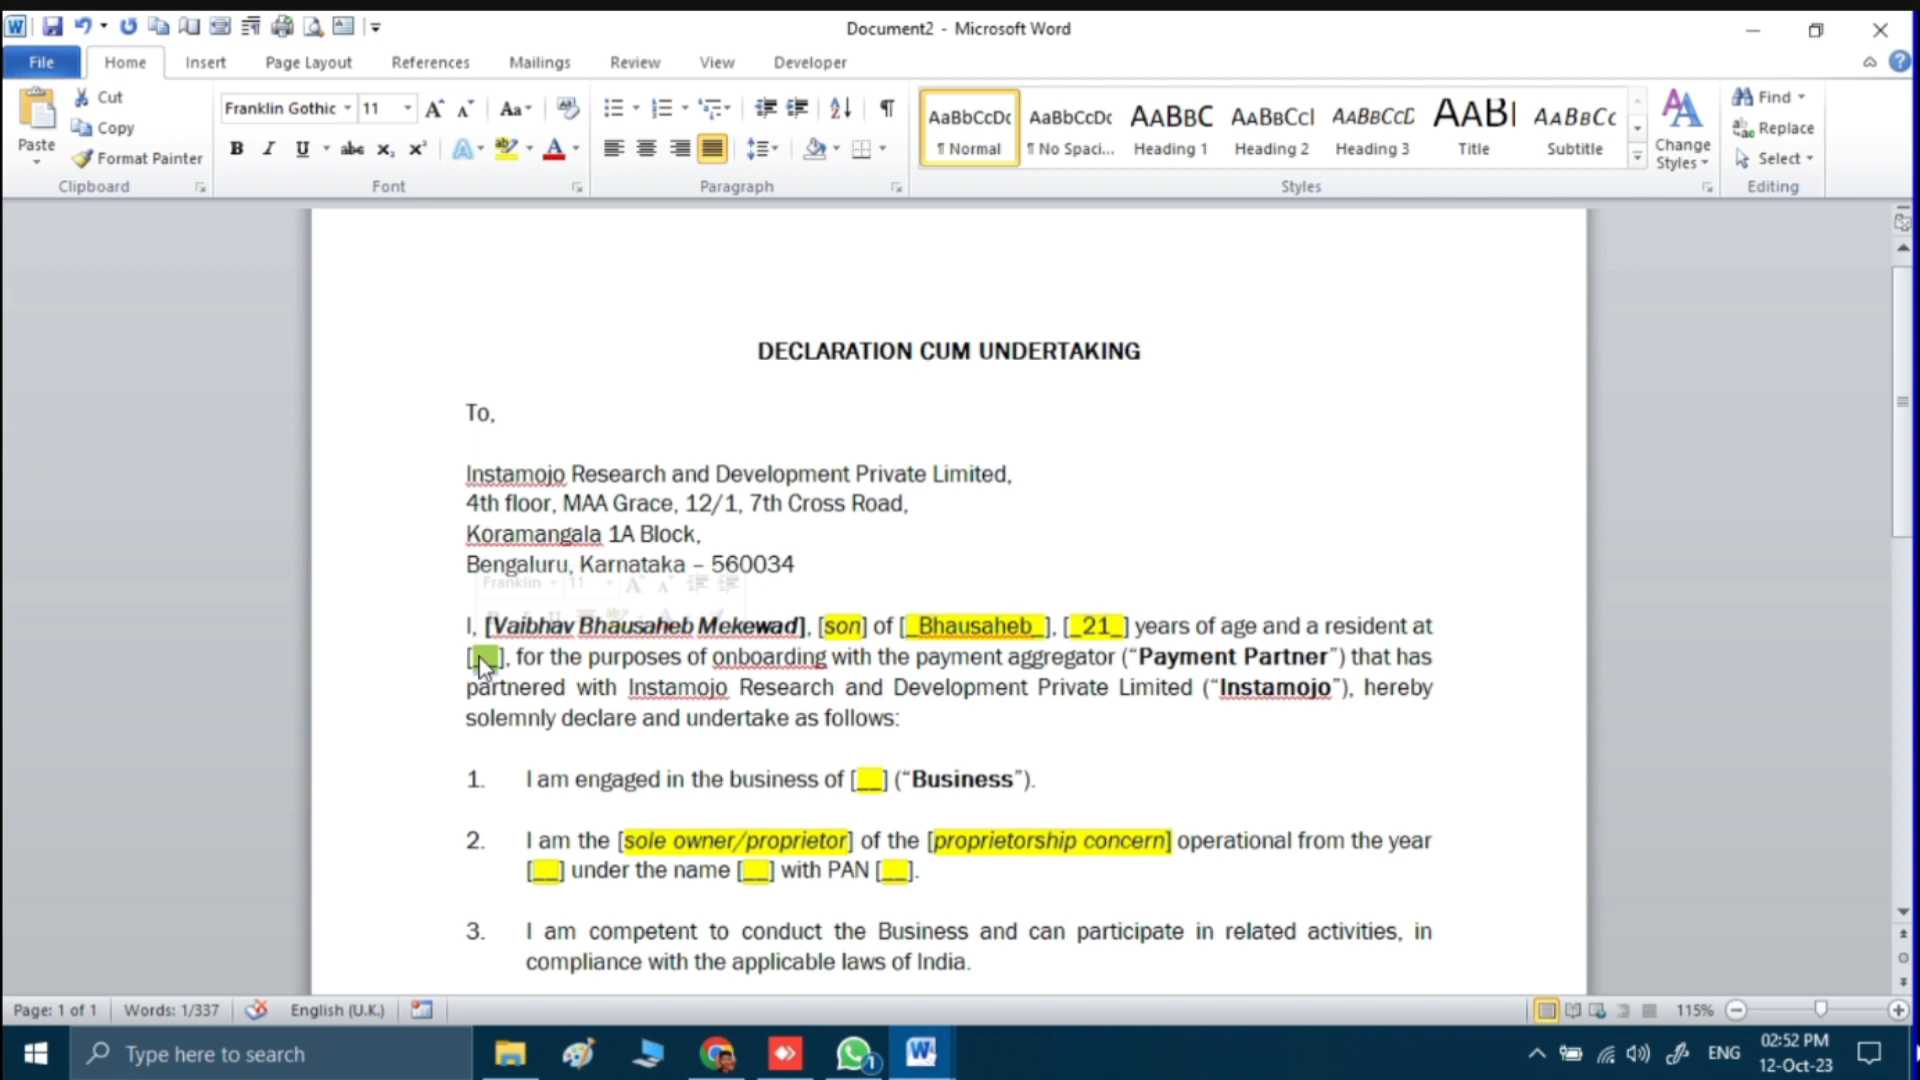 Document2 - Microsoft Word
File Home Insert Page Layout References Mailings Review View Developer
Paste
Cut
Copy
Format Painter
Clipboard
Franklin Gothic 11
Font
Paragraph
AaBbCcDc AaBbCcDc AABBC AABBCCI AABBCCD AABI AABBCC
¶ Normal ¶ No Spaci... Heading 1 Heading 2 Heading 3 Title Subtitle
Change Styles
Styles
Find
Replace
Select
Editing
DECLARATION CUM UNDERTAKING
To,
Instamojo Research and Development Private Limited,
4th floor, MAA Grace, 12/1, 7th Cross Road,
Koramangala 1A Block,
Bengaluru, Karnataka – 560034
Franklin 11
I, [Vaibhav Bhausaheb Mekewad], [son] of [_Bhausaheb_], [_21_] years of age and a resident at
[__], for the purposes of onboarding with the payment aggregator (“Payment Partner”) that has
partnered with Instamojo Research and Development Private Limited (“Instamojo”), hereby
solemnly declare and undertake as follows:
1. I am engaged in the business of [__] (“Business”).
2. I am the [sole owner/proprietor] of the [proprietorship concern] operational from the year
[__] under the name [__] with PAN [__].
3. I am competent to conduct the Business and can participate in related activities, in
compliance with the applicable laws of India.
Page: 1 of 1 Words: 1/337 English (U.K.) 115%
Type here to search
1
ENG
02:52 PM
12-Oct-23